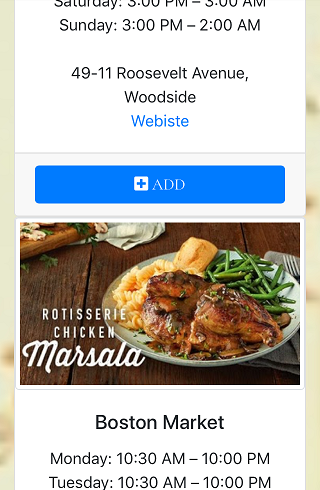 Saturday: 3:00 PM – 3:00 AM
Sunday: 3:00 PM – 2:00 AM
49-11 Roosevelt Avenue,
Woodside
Webiste
ADD
ROTISSERIE
CHICKEN
Marsala
Boston Market
Monday: 10:30 AM – 10:00 PM
Tuesday: 10:30 AM – 10:00 PM